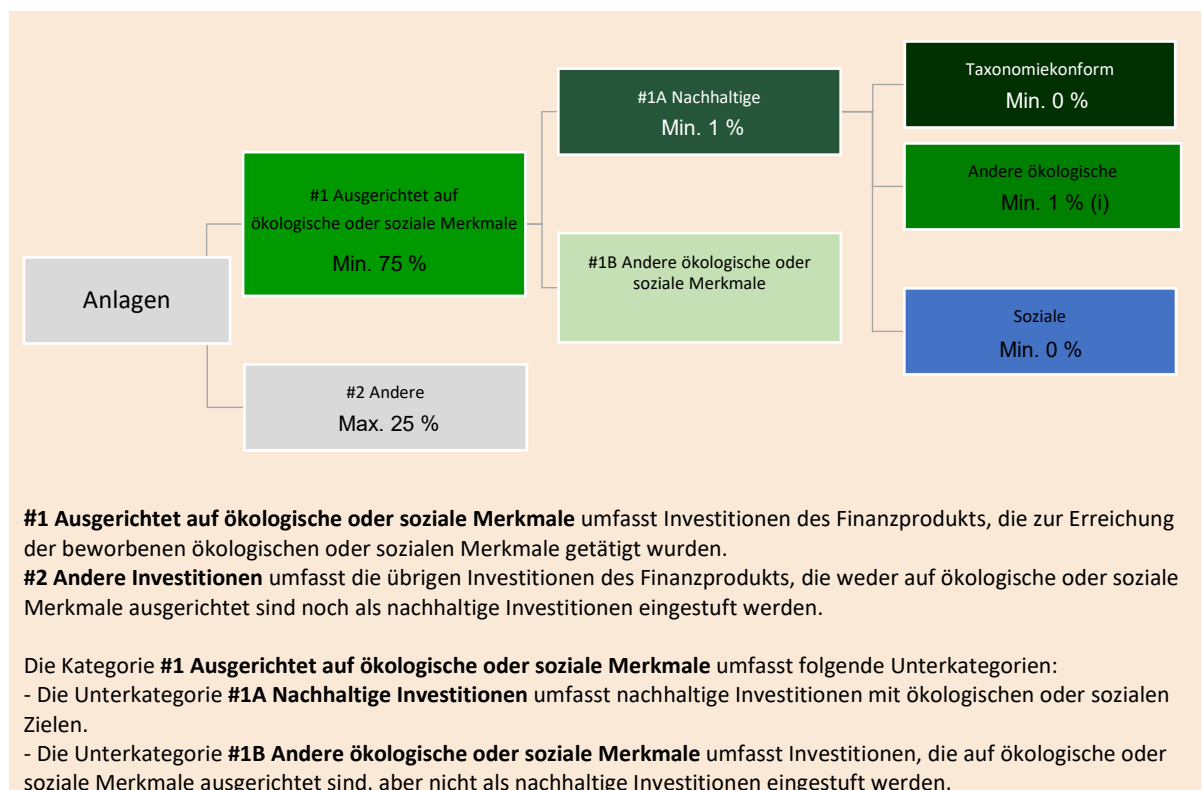 Anlagen
#1 Ausgerichtet auf
ökologische oder soziale Merkmale
Min. 75 %
#2 Andere
Max. 25 %
#1A Nachhaltige
Min. 1 %
#1B Andere ökologische oder
soziale Merkmale
Taxonomiekonform
Min. 0 %
Andere ökologische
Min. 1 % (i)
Soziale
Min. 0 %
#1 Ausgerichtet auf ökologische oder soziale Merkmale umfasst Investitionen des Finanzprodukts, die zur Erreichung
der beworbenen ökologischen oder sozialen Merkmale getätigt wurden.
#2 Andere Investitionen umfasst die übrigen Investitionen des Finanzprodukts, die weder auf ökologische oder soziale
Merkmale ausgerichtet sind noch als nachhaltige Investitionen eingestuft werden.
Die Kategorie #1 Ausgerichtet auf ökologische oder soziale Merkmale umfasst folgende Unterkategorien:
- Die Unterkategorie #1A Nachhaltige Investitionen umfasst nachhaltige Investitionen mit ökologischen oder sozialen
Zielen.
- Die Unterkategorie #1B Andere ökologische oder soziale Merkmale umfasst Investitionen, die auf ökologische oder
soziale Merkmale ausgerichtet sind, aber nicht als nachhaltige Investitionen eingestuft werden.